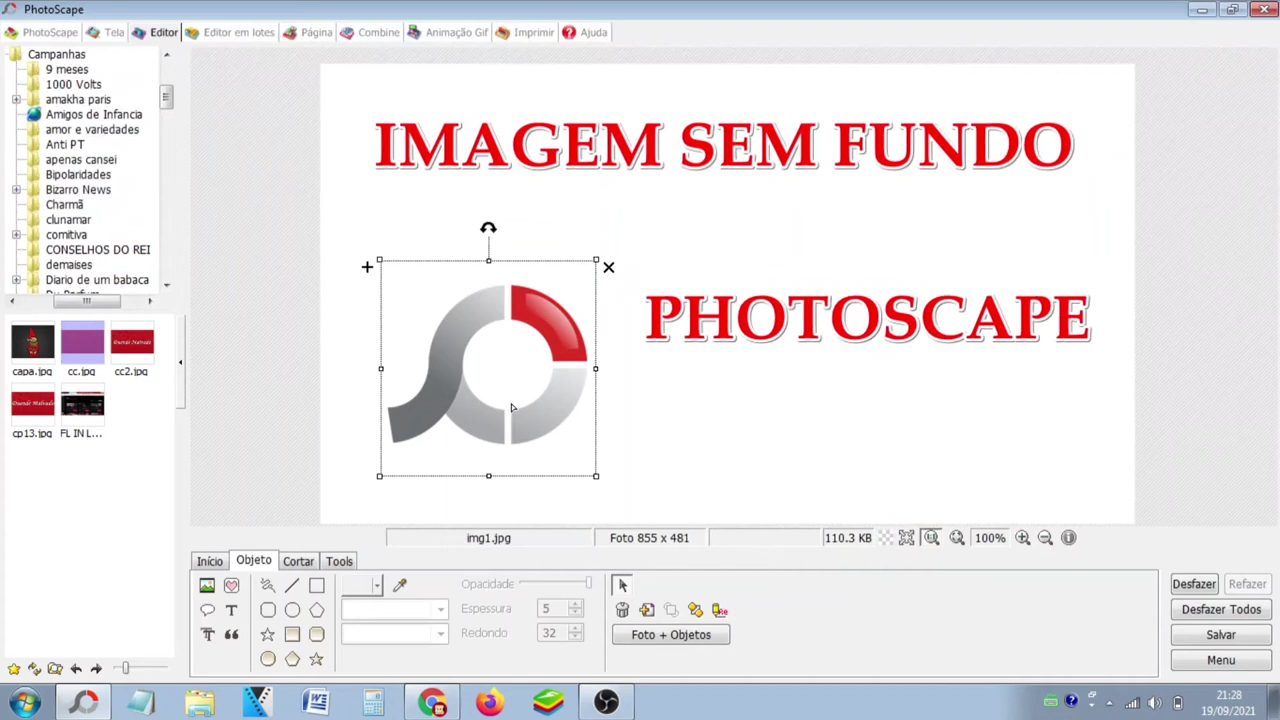 PhotoScape
PhotoScape Tela Editor Editor em lotes Página Combine Animação Gif Imprimir Ajuda
Campanhas
9 meses
1000 Volts
amakha paris
Amigos de Infancia
amor e variedades
Anti PT
apenas cansei
Bipolaridades
Bizarro News
Charmã
clunamar
comitiva
CONSELHOS DO REI
demaises
Diario de um babaca
capa.jpg cc.jpg cc2.jpg
cp13.jpg FL IN L...
IMAGEM SEM FUNDO
PHOTOSCAPE
img1.jpg Foto 855 x 481 110.3 KB 100%
Início Objeto Cortar Tools
Opacidade
Espessura 5
Redondo 32
Foto + Objetos
Desfazer Refazer
Desfazer Todos
Salvar
Menu
21:28
19/09/2021